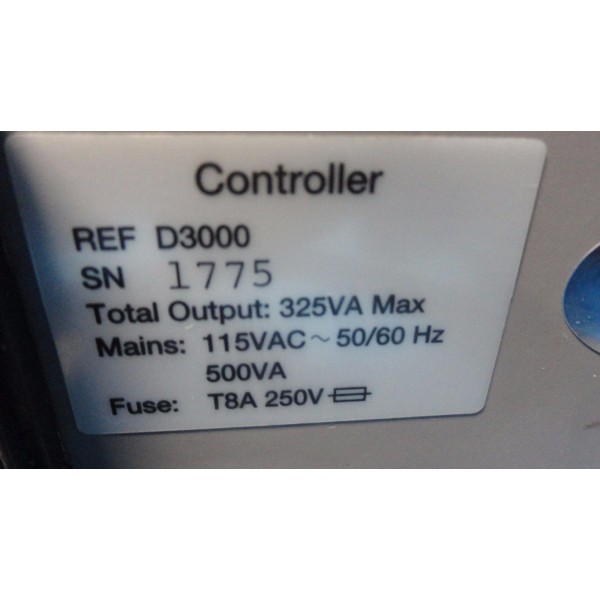 Controller
REF D3000
SN 1775
Total Output: 325VA Max
Mains: 115VAC ~ 50/60 Hz
500VA
Fuse: T8A 250V